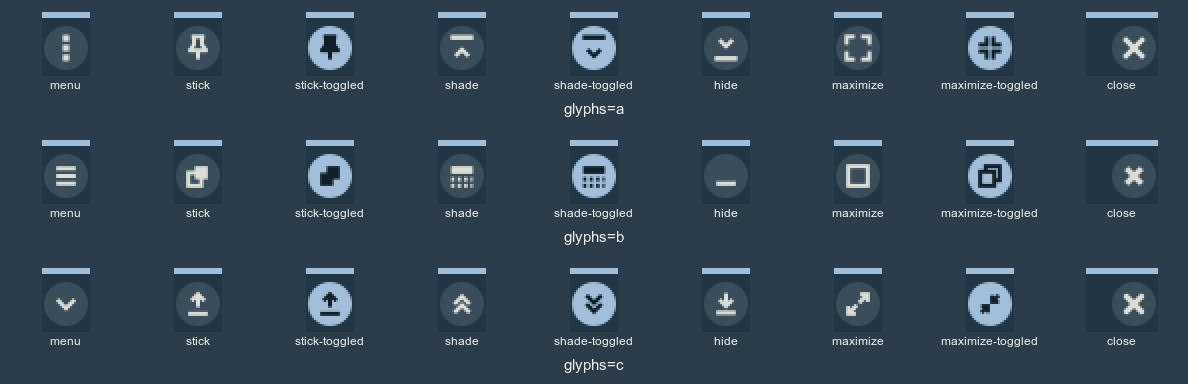 menu stick stick-toggled shade shade-toggled hide maximize maximize-toggled close
glyphs=a
menu stick stick-toggled shade shade-toggled hide maximize maximize-toggled close
glyphs=b
menu stick stick-toggled shade shade-toggled hide maximize maximize-toggled close
glyphs=c